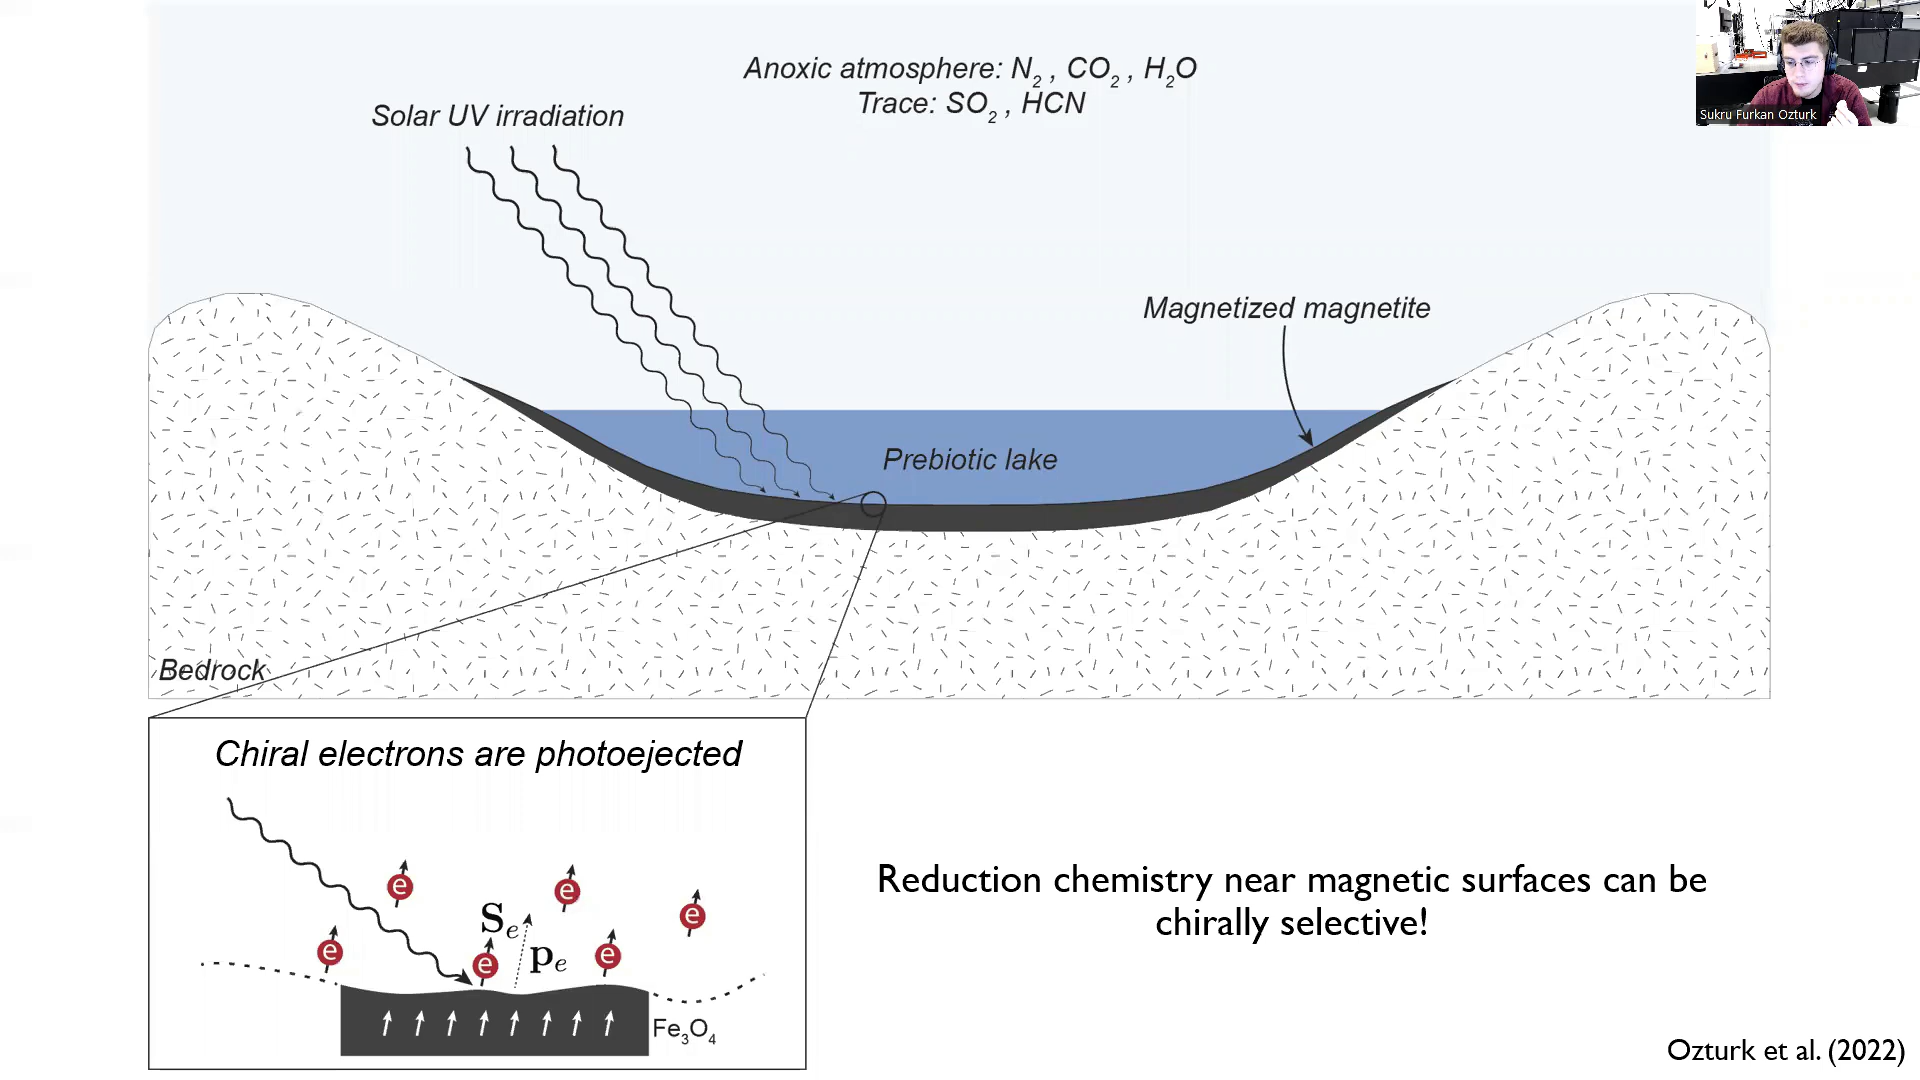 Anoxic atmosphere: N2 , CO2 , H2O
Trace: SO2 , HCN
Solar UV irradiation
Sukru Furkan Ozturk
Magnetized magnetite
Prebiotic lake
Bedrock
Chiral electrons are photoejected
e
e
e
Se
e
e
e
pe
Fe3O4
Reduction chemistry near magnetic surfaces can be
chirally selective!
Ozturk et al. (2022)